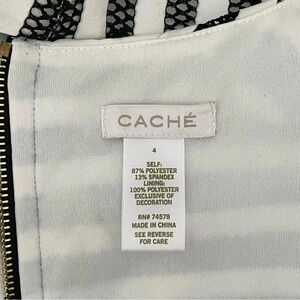 CACHÉ
4
SELF:
87% POLYESTER
13% SPANDEX
LINING:
100% POLYESTER
EXCLUSIVE OF
DECORATION
RN# 74578
MADE IN CHINA
SEE REVERSE
FOR CARE